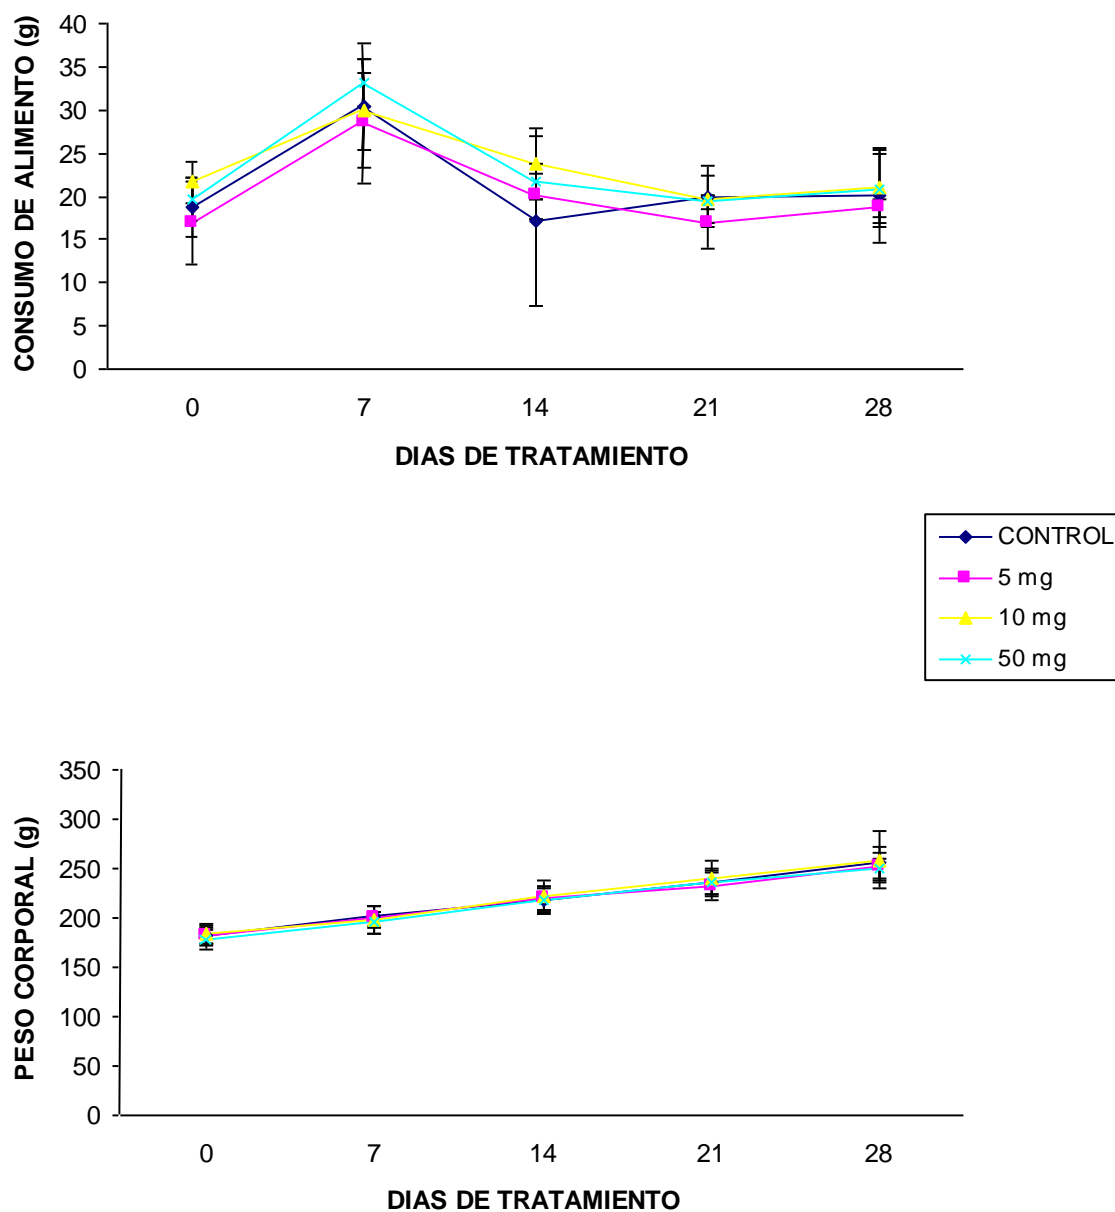 40
35
30
25
20
15
10
5
0
CONSUMO DE ALIMENTO (g)
0 7 14 21 28
DIAS DE TRATAMIENTO
CONTROL
5 mg
10 mg
50 mg
350
300
250
200
150
100
50
0
PESO CORPORAL (g)
0 7 14 21 28
DIAS DE TRATAMIENTO